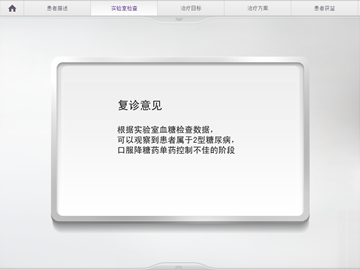 患者描述
实验室检查
治疗目标
治疗方案
患者获益
复诊意见
根据实验室血糖检查数据,
可以观察到患者属于2型糖尿病,
口服降糖药单药控制不佳的阶段